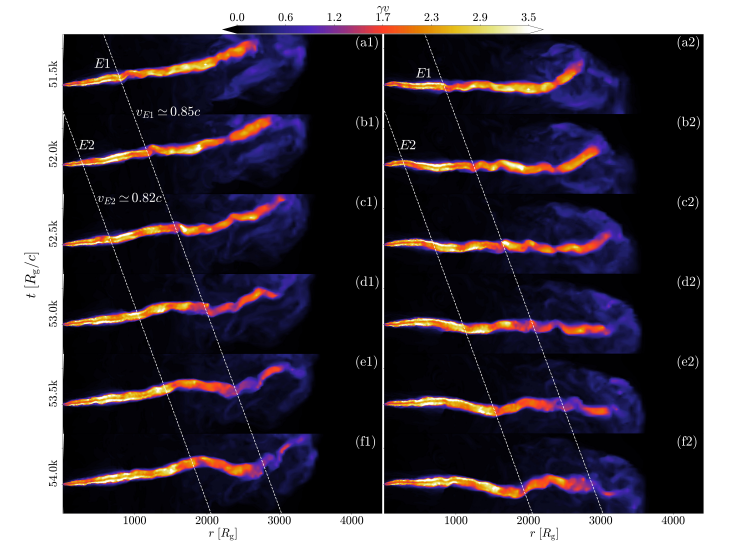 γv
0.0 0.6 1.2 1.7 2.3 2.9 3.5
(a1) (a2)
51.5k
E1 E1
v_E1 ≃ 0.85c
(b1) (b2)
52.0k
E2 E2
v_E2 ≃ 0.82c
(c1) (c2)
52.5k
t [R_g/c]
(d1) (d2)
53.0k
(e1) (e2)
53.5k
(f1) (f2)
54.0k
1000 2000 3000 4000 1000 2000 3000 4000
r [R_g] r [R_g]